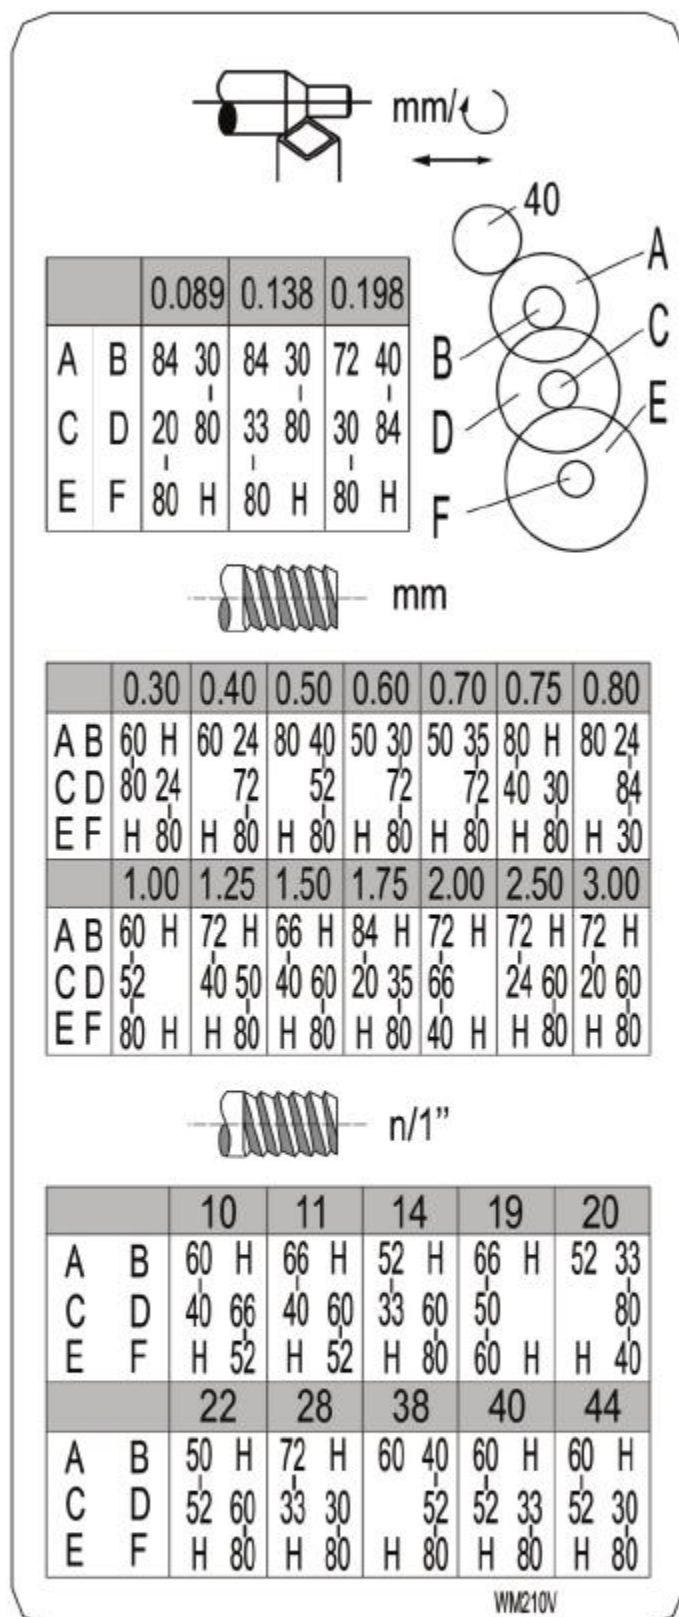 mm/
40
A
B
C
D
E
F
0.089 0.138 0.198
A B 84 30 84 30 72 40
C D 20 80 33 80 30 84
E F 80 H 80 H 80 H
mm
0.30 0.40 0.50 0.60 0.70 0.75 0.80
A B 60 H 60 24 80 40 50 30 50 35 80 H 80 24
C D 80 24 72 52 72 72 40 30 84
E F H 80 H 80 H 80 H 80 H 80 H 80 H 30
1.00 1.25 1.50 1.75 2.00 2.50 3.00
A B 60 H 72 H 66 H 84 H 72 H 72 H 72 H
C D 52 40 50 40 60 20 35 66 24 60 20 60
E F 80 H H 80 H 80 H 80 40 H H 80 H 80
n/1”
10 11 14 19 20
A B 60 H 66 H 52 H 66 H 52 33
C D 40 66 40 60 33 60 50 80
E F H 52 H 52 H 80 60 H H 40
22 28 38 40 44
A B 50 H 72 H 60 40 60 H 60 H
C D 52 60 33 30 52 52 33 52 30
E F H 80 H 80 H 80 H 80 H 80
WM210V